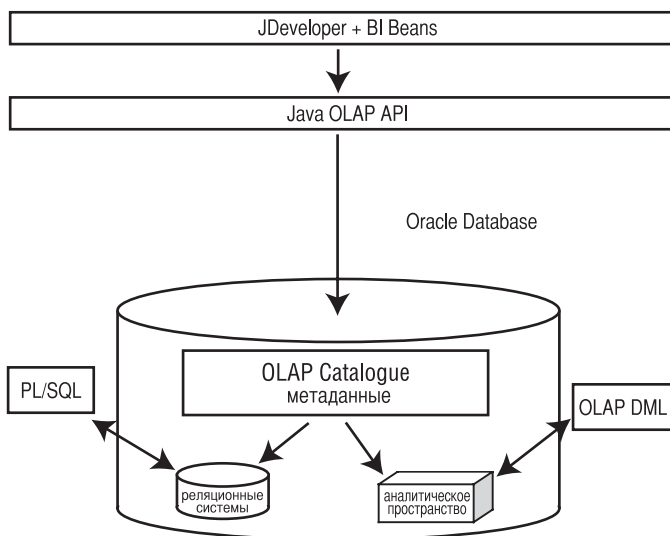 JDeveloper + BI Beans
Java OLAP API
Oracle Database
OLAP Catalogue
метаданные
PL/SQL
OLAP DML
реляционные
системы
аналитическое
пространство